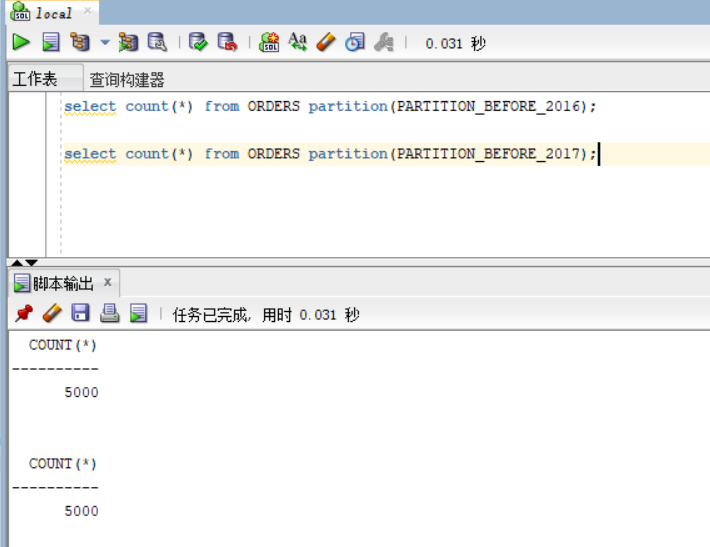 local
0.031 秒
工作表 查询构建器
select count(*) from ORDERS partition(PARTITION_BEFORE_2016);
select count(*) from ORDERS partition(PARTITION_BEFORE_2017);
脚本输出 x
任务已完成, 用时 0.031 秒
COUNT(*)
----------
5000
COUNT(*)
----------
5000